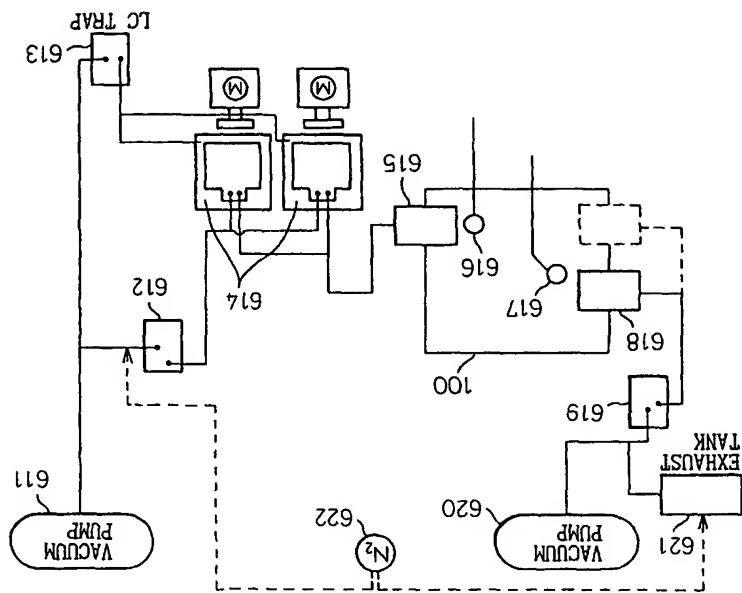 VACUUM
PUMP
N₂
VACUUM
PUMP
621
EXHAUST
TANK
620
622
611
619
100
618
617
614
612
616
615
M
M
613
LC TRAP